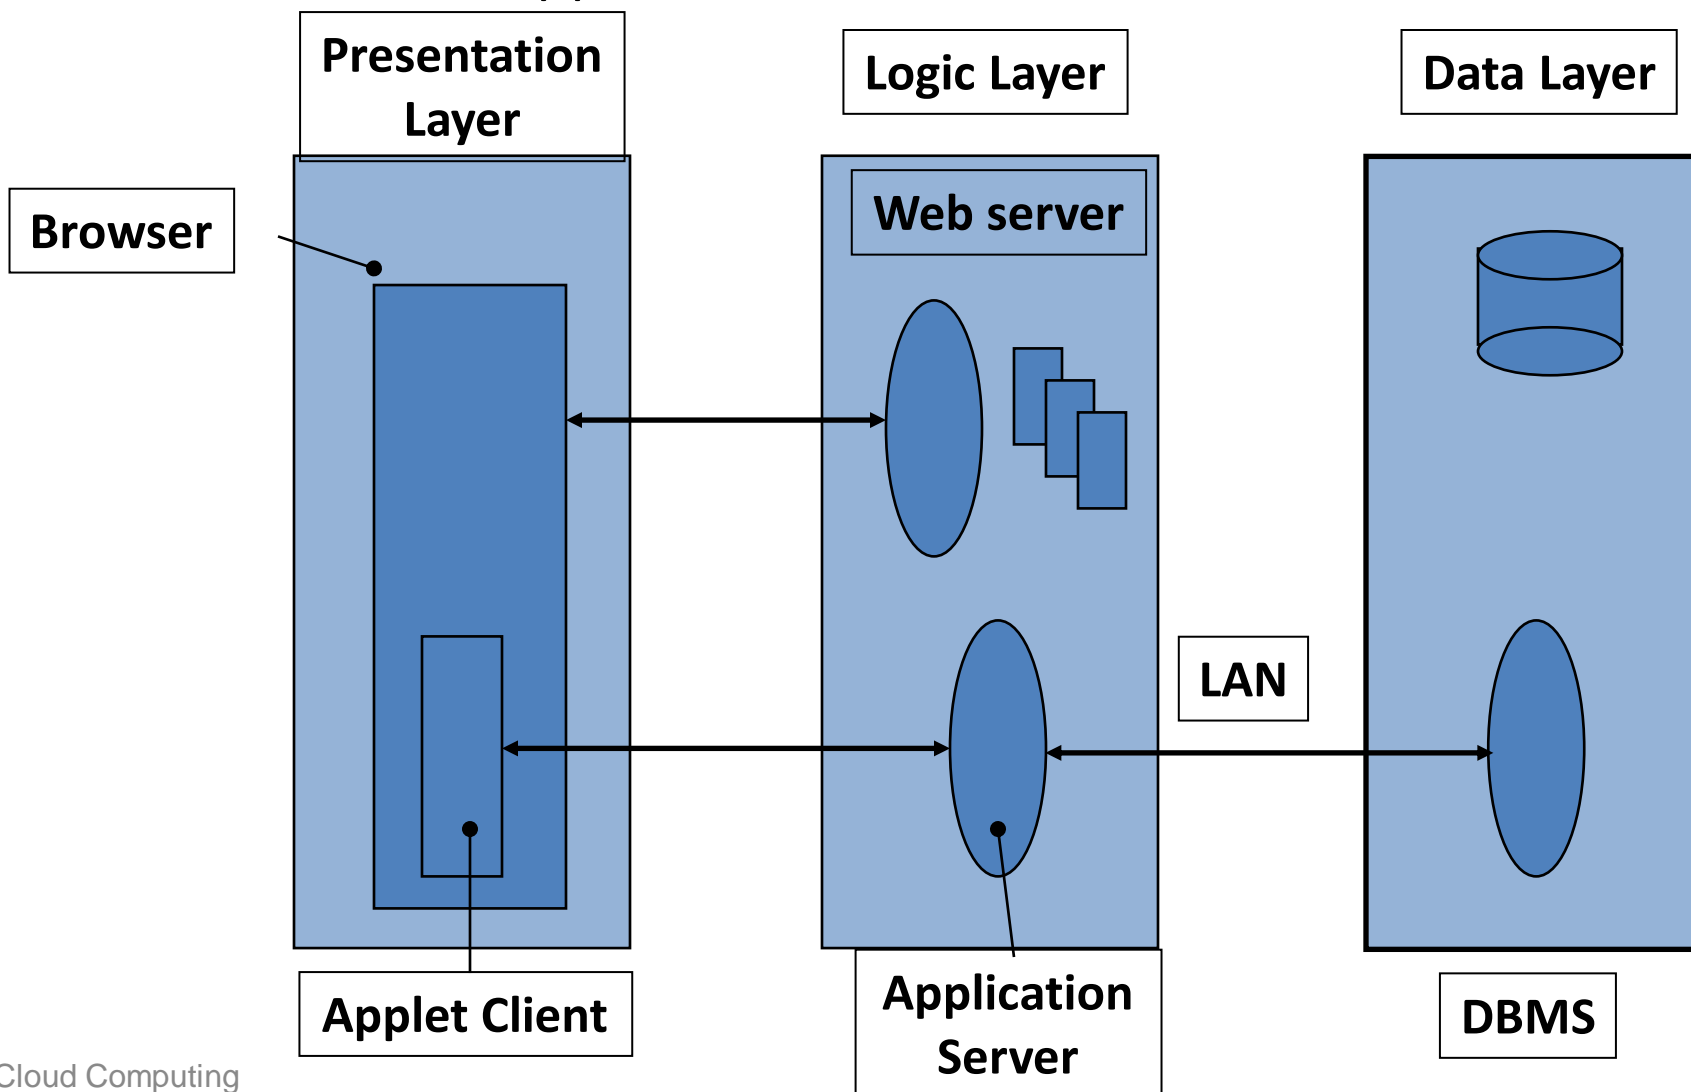 Presentation
Layer
Logic Layer
Data Layer
Browser
Web server
LAN
Applet Client
Application
Server
DBMS
Cloud Computing